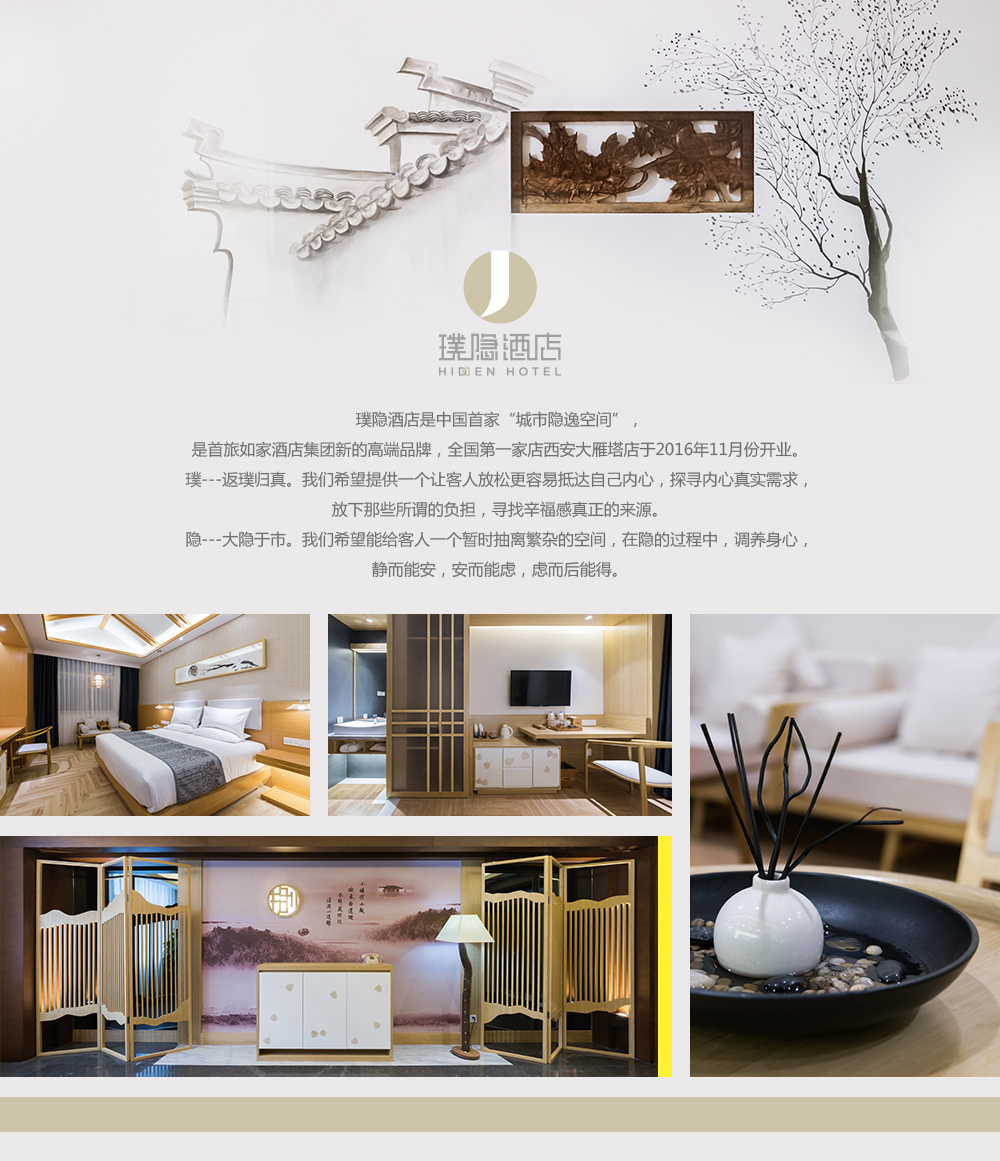 璞隐酒店
HIDDEN HOTEL
璞隐酒店是中国首家“城市隐逸空间”，
是首旅如家酒店集团新的高端品牌，全国第一家店西安大雁塔店于2016年11月份开业。
璞---返璞归真。我们希望提供一个让客人放松更容易抵达自己内心，探寻内心真实需求，
放下那些所谓的负担，寻找辛福感真正的来源。
隐---大隐于市。我们希望能给客人一个暂时抽离繁杂的空间，在隐的过程中，调养身心，
静而能安，安而能虑，虑而后能得。